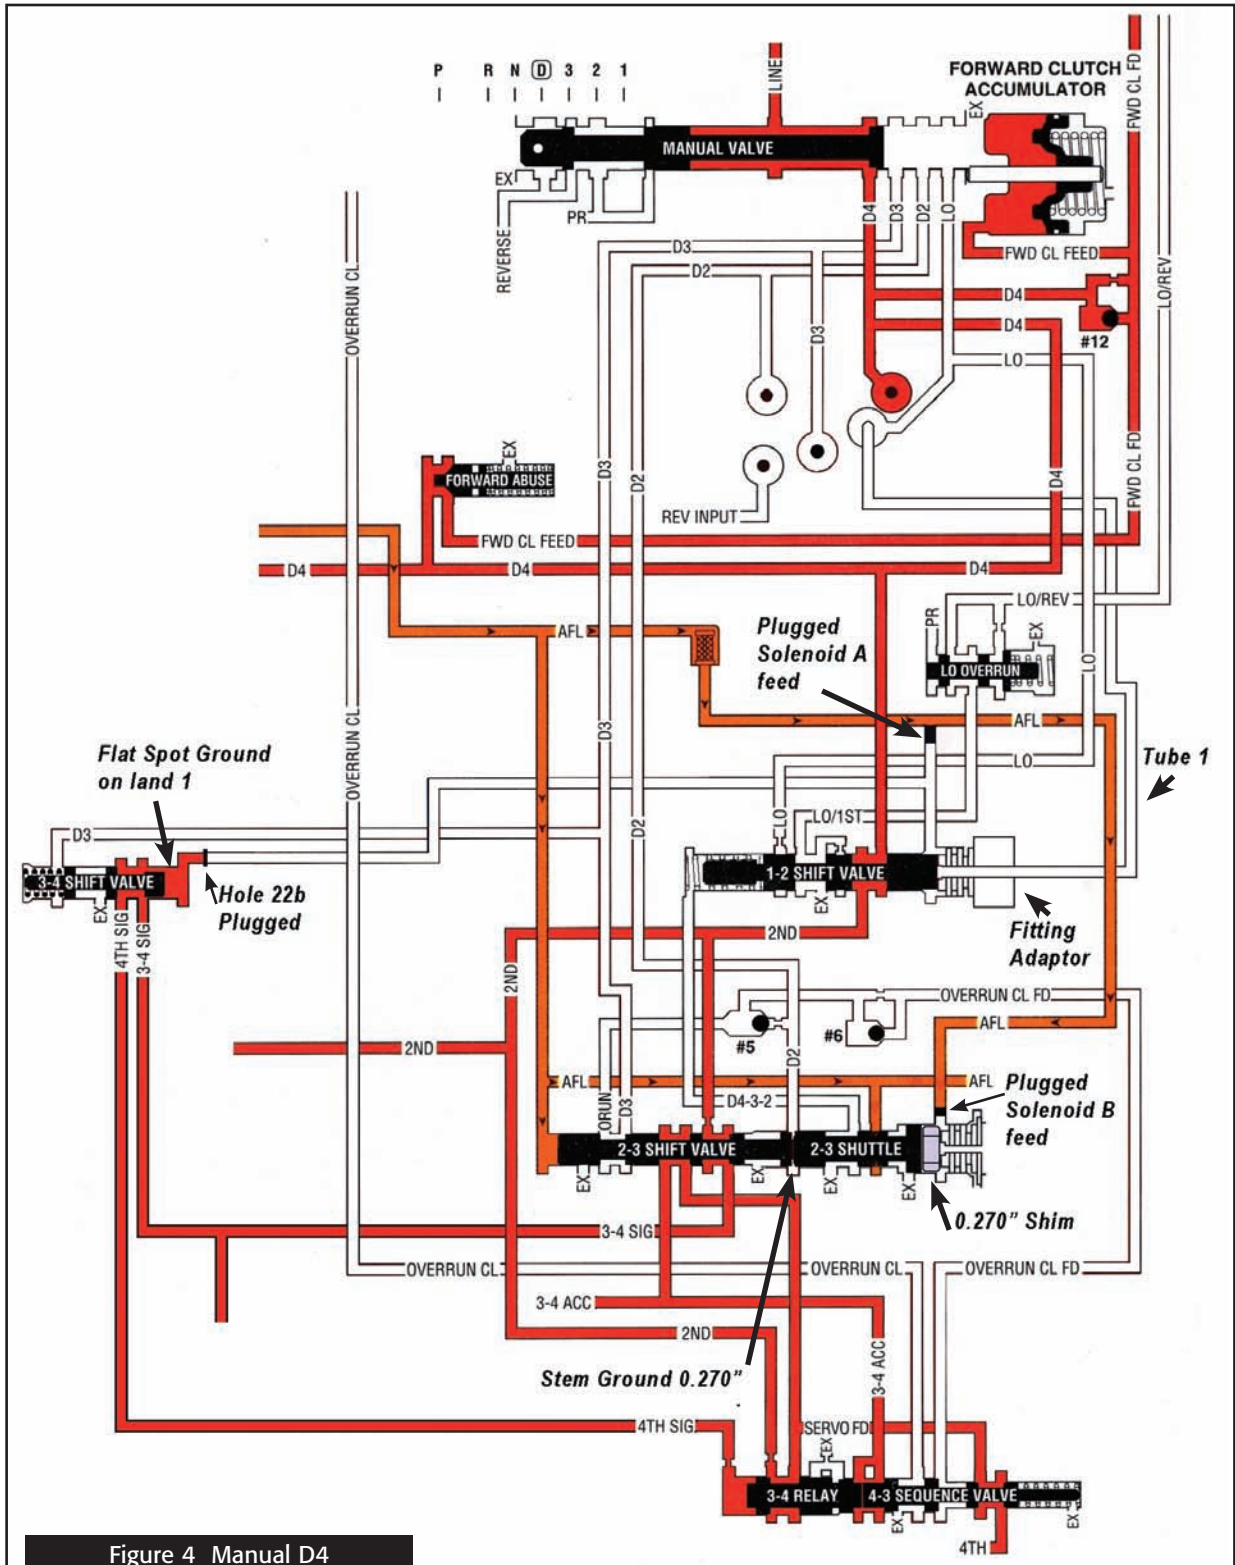 P R N D 3 2 1
LINE
FORWARD CLUTCH
ACCUMULATOR
FWD CL FD
EX
MANUAL VALVE
EX
REVERSE
PR
D4
D3
D2
LO
LO/REV
D3
D2
FWD CL FEED
OVERRUN CL
D4
D4
#12
D3
LO
D3
D2
EX
FORWARD ABUSE
D4
FWD CL FD
REV INPUT
FWD CL FEED
D4
D4
D4
LO/REV
PR
EX
AFL
Plugged
Solenoid A
feed
LO OVERRUN
LO
AFL
D3
OVERRUN CL
Flat Spot Ground
on land 1
LO
Tube 1
D3
LO
LO/1ST
D2
3-4 SHIFT VALVE
1-2 SHIFT VALVE
EX
EX
Hole 22b
Plugged
4TH SIG
3-4 SIG
2ND
Fitting
Adaptor
2ND
OVERRUN CL FD
#5
#6
AFL
2ND
D2
AFL
AFL
Plugged
Solenoid B
feed
ORUN
D3
D4-3-2
2-3 SHIFT VALVE
2-3 SHUTTLE
EX
EX
EX
EX
EX
0.270” Shim
3-4 SIG
OVERRUN CL
OVERRUN CL
OVERRUN CL FD
3-4 ACC
2ND
3-4 ACC
Stem Ground 0.270”
4TH SIG
SERVO FD
EX
3-4 RELAY
4-3 SEQUENCE VALVE
EX
EX
4TH
Figure 4 Manual D4